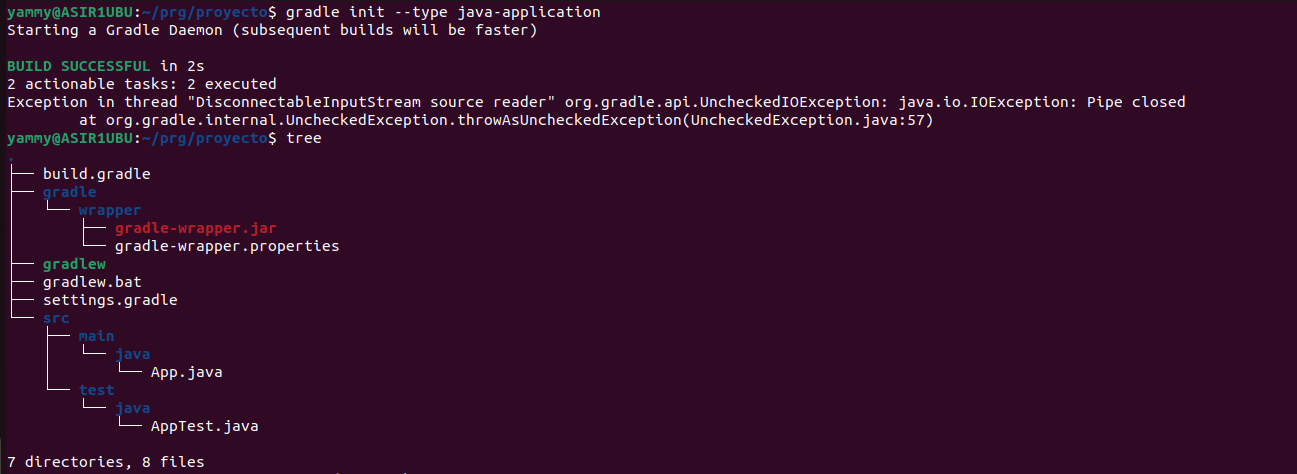 yammy@ASIR1UBU:~/prg/proyecto$ gradle init --type java-application
Starting a Gradle Daemon (subsequent builds will be faster)
BUILD SUCCESSFUL in 2s
2 actionable tasks: 2 executed
Exception in thread "DisconnectableInputStream source reader" org.gradle.api.UncheckedIOException: java.io.IOException: Pipe closed
        at org.gradle.internal.UncheckedException.throwAsUncheckedException(UncheckedException.java:57)
yammy@ASIR1UBU:~/prg/proyecto$ tree
.
├── build.gradle
├── gradle
│   └── wrapper
│       ├── gradle-wrapper.jar
│       └── gradle-wrapper.properties
├── gradlew
├── gradlew.bat
├── settings.gradle
└── src
    ├── main
    │   └── java
    │       └── App.java
    └── test
        └── java
            └── AppTest.java
7 directories, 8 files